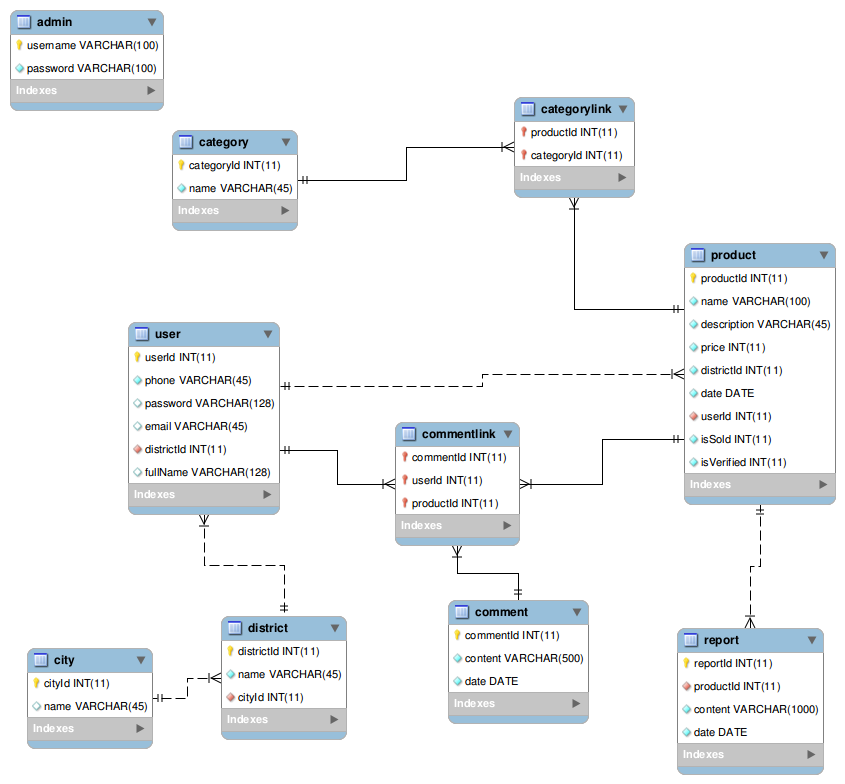 admin
username VARCHAR(100)
password VARCHAR(100)
Indexes
category
categoryId INT(11)
name VARCHAR(45)
Indexes
categorylink
productId INT(11)
categoryId INT(11)
Indexes
product
productId INT(11)
name VARCHAR(100)
description VARCHAR(45)
price INT(11)
districtId INT(11)
date DATE
userId INT(11)
isSold INT(11)
isVerified INT(11)
Indexes
user
userId INT(11)
phone VARCHAR(45)
password VARCHAR(128)
email VARCHAR(45)
districtId INT(11)
fullName VARCHAR(128)
Indexes
commentlink
commentId INT(11)
userId INT(11)
productId INT(11)
Indexes
city
cityId INT(11)
name VARCHAR(45)
Indexes
district
districtId INT(11)
name VARCHAR(45)
cityId INT(11)
Indexes
comment
commentId INT(11)
content VARCHAR(500)
date DATE
Indexes
report
reportId INT(11)
productId INT(11)
content VARCHAR(1000)
date DATE
Indexes